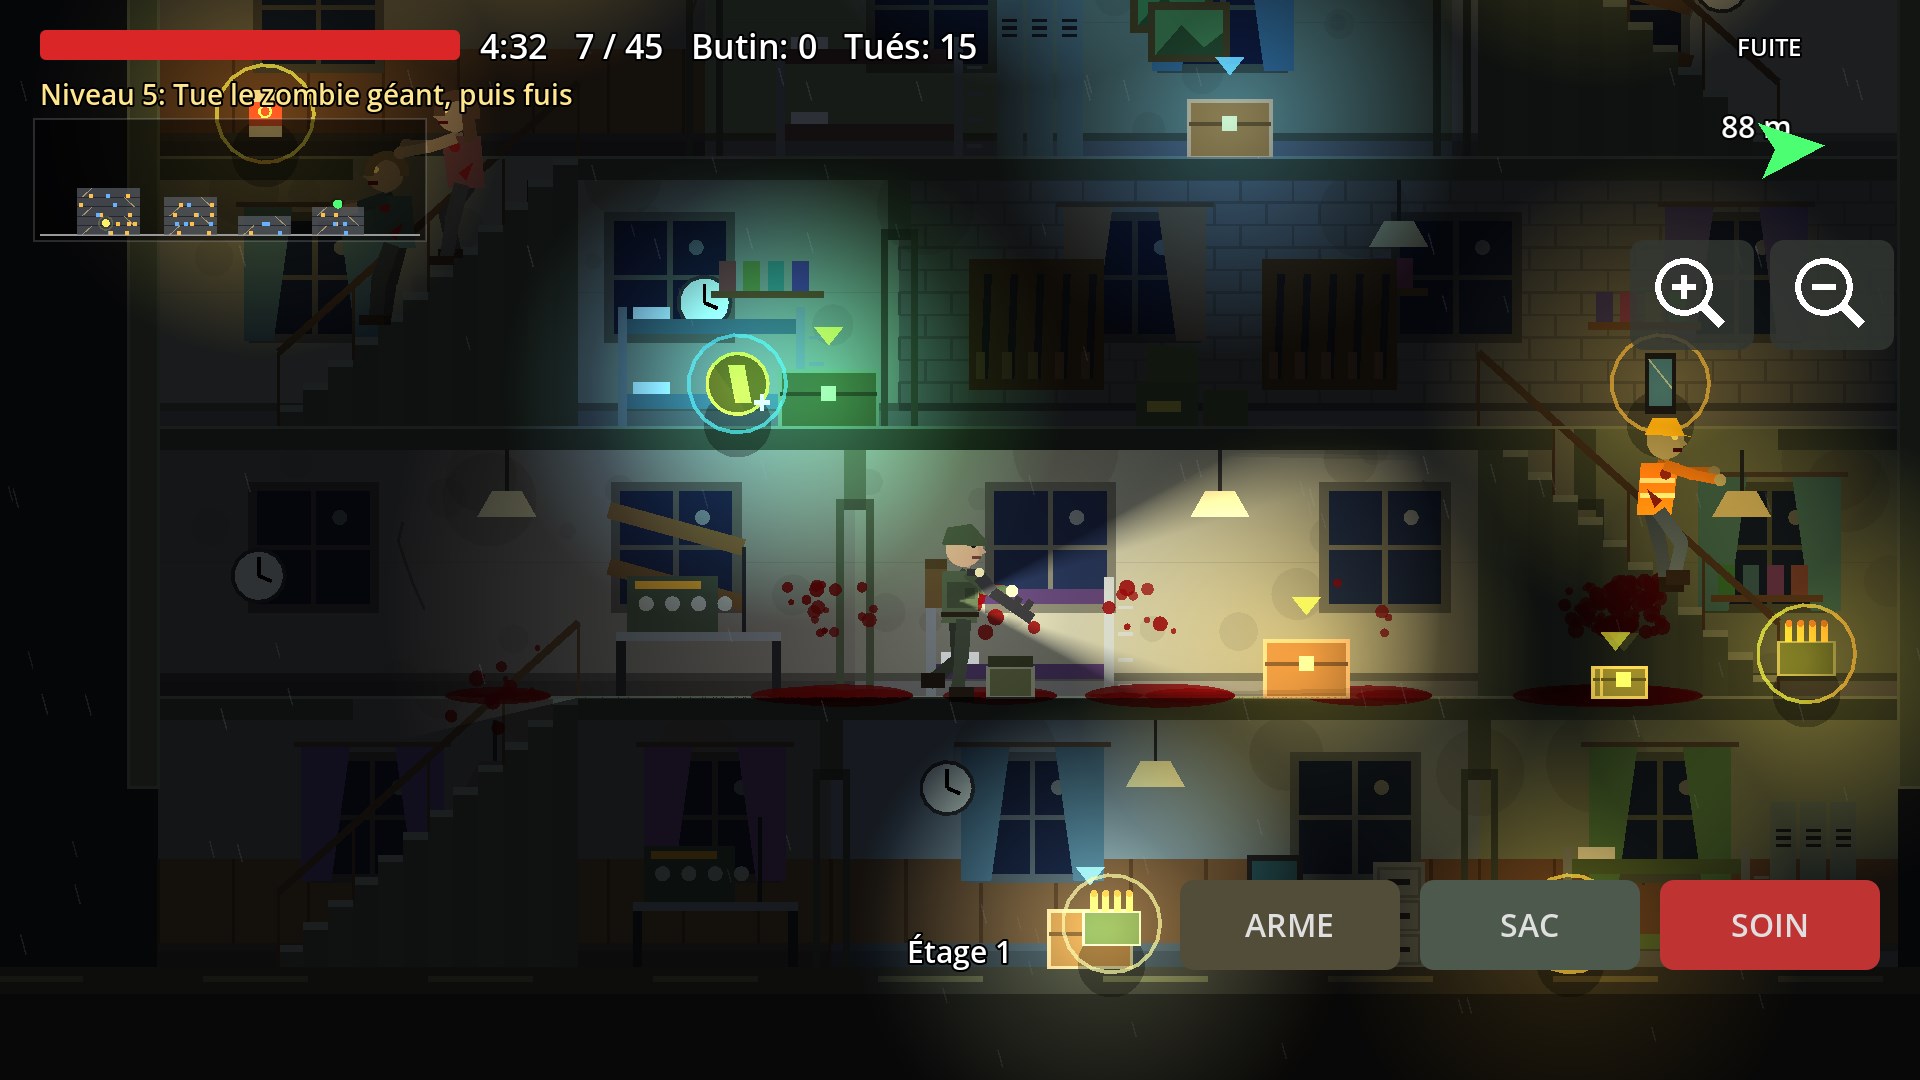 4:32 7 / 45 Butin: 0 Tués: 15
FUITE
Niveau 5: Tue le zombie géant, puis fuis
88 m
ARME
SAC
SOIN
Étage 1